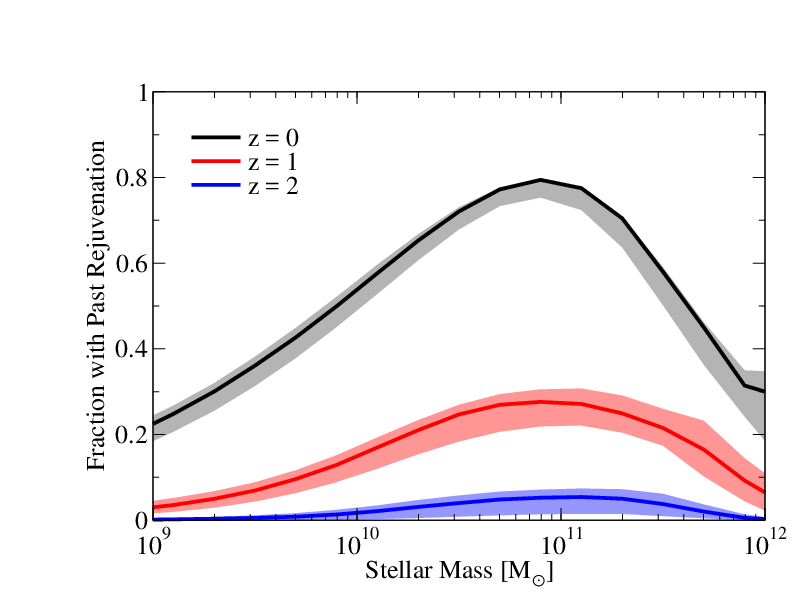 1
0.8
0.6
0.4
0.2
0
Fraction with Past Rejuvenation
z = 0
z = 1
z = 2
10^9
10^10
10^11
10^12
Stellar Mass [M_☉]